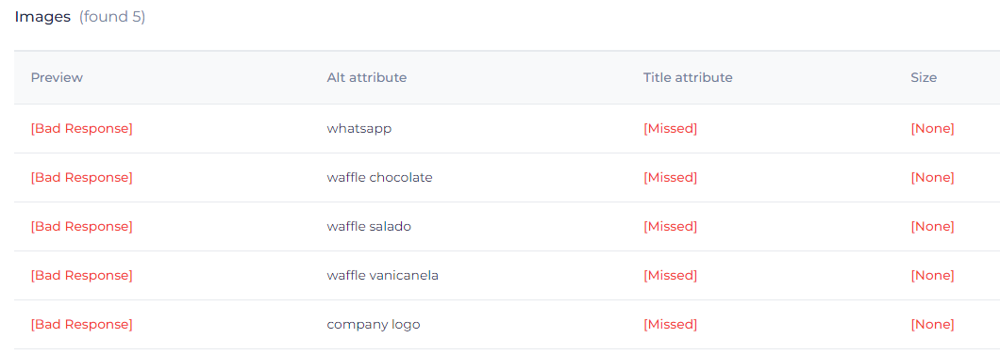 Images (found 5)
Preview Alt attribute Title attribute Size
[Bad Response] whatsapp [Missed] [None]
[Bad Response] waffle chocolate [Missed] [None]
[Bad Response] waffle salado [Missed] [None]
[Bad Response] waffle vanicanela [Missed] [None]
[Bad Response] company logo [Missed] [None]